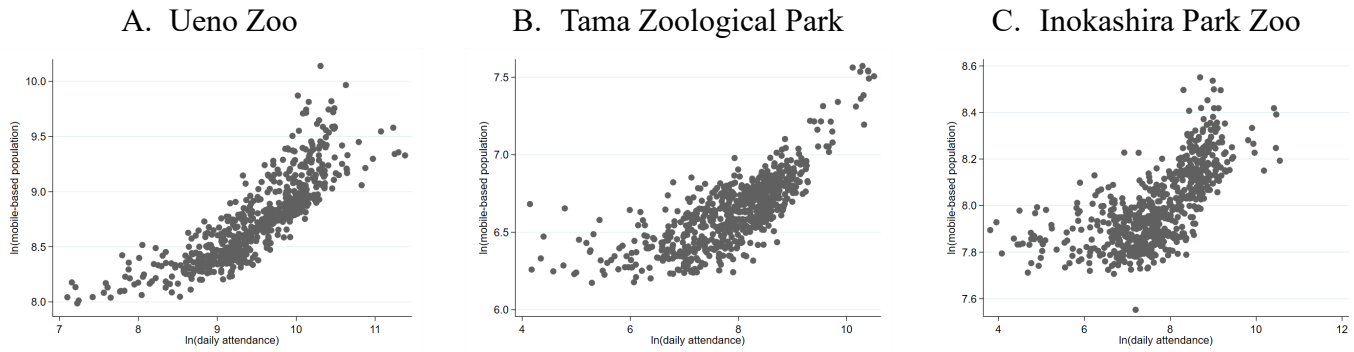 A. Ueno Zoo
ln(mobile-based population)
10.0
9.5
9.0
8.5
8.0
7 8 9 10 11
ln(daily attendance)
B. Tama Zoological Park
ln(mobile-based population)
7.5
7.0
6.5
6.0
4 6 8 10
ln(daily attendance)
C. Inokashira Park Zoo
ln(mobile-based population)
8.6
8.4
8.2
8.0
7.8
7.6
4 6 8 10 12
ln(daily attendance)